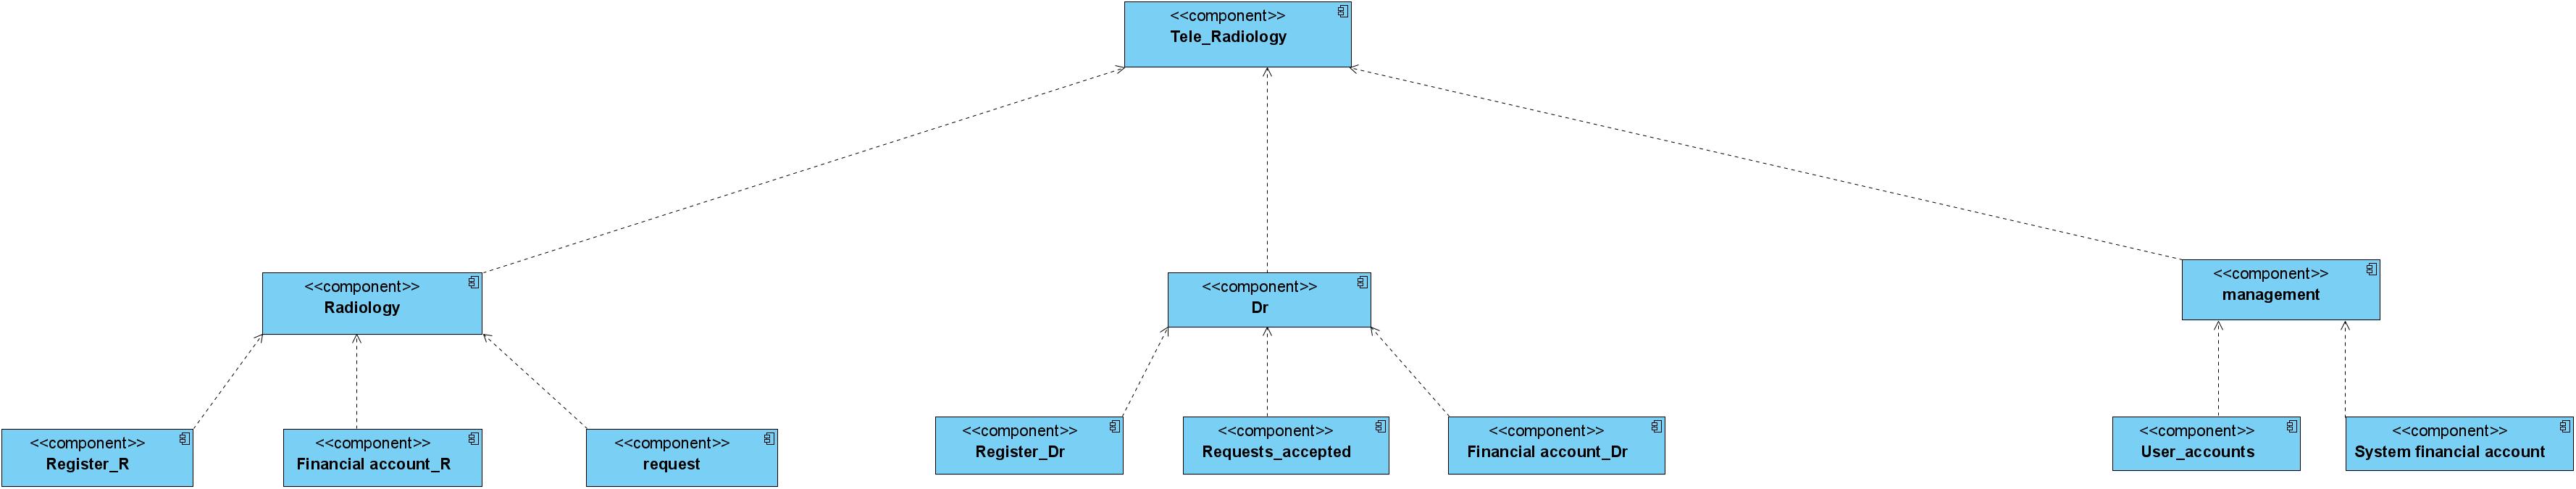 <<component>>
Tele_Radiology
<<component>>
Radiology
<<component>>
Dr
<<component>>
management
<<component>>
Register_R
<<component>>
Financial account_R
<<component>>
request
<<component>>
Register_Dr
<<component>>
Requests_accepted
<<component>>
Financial account_Dr
<<component>>
User_accounts
<<component>>
System financial account